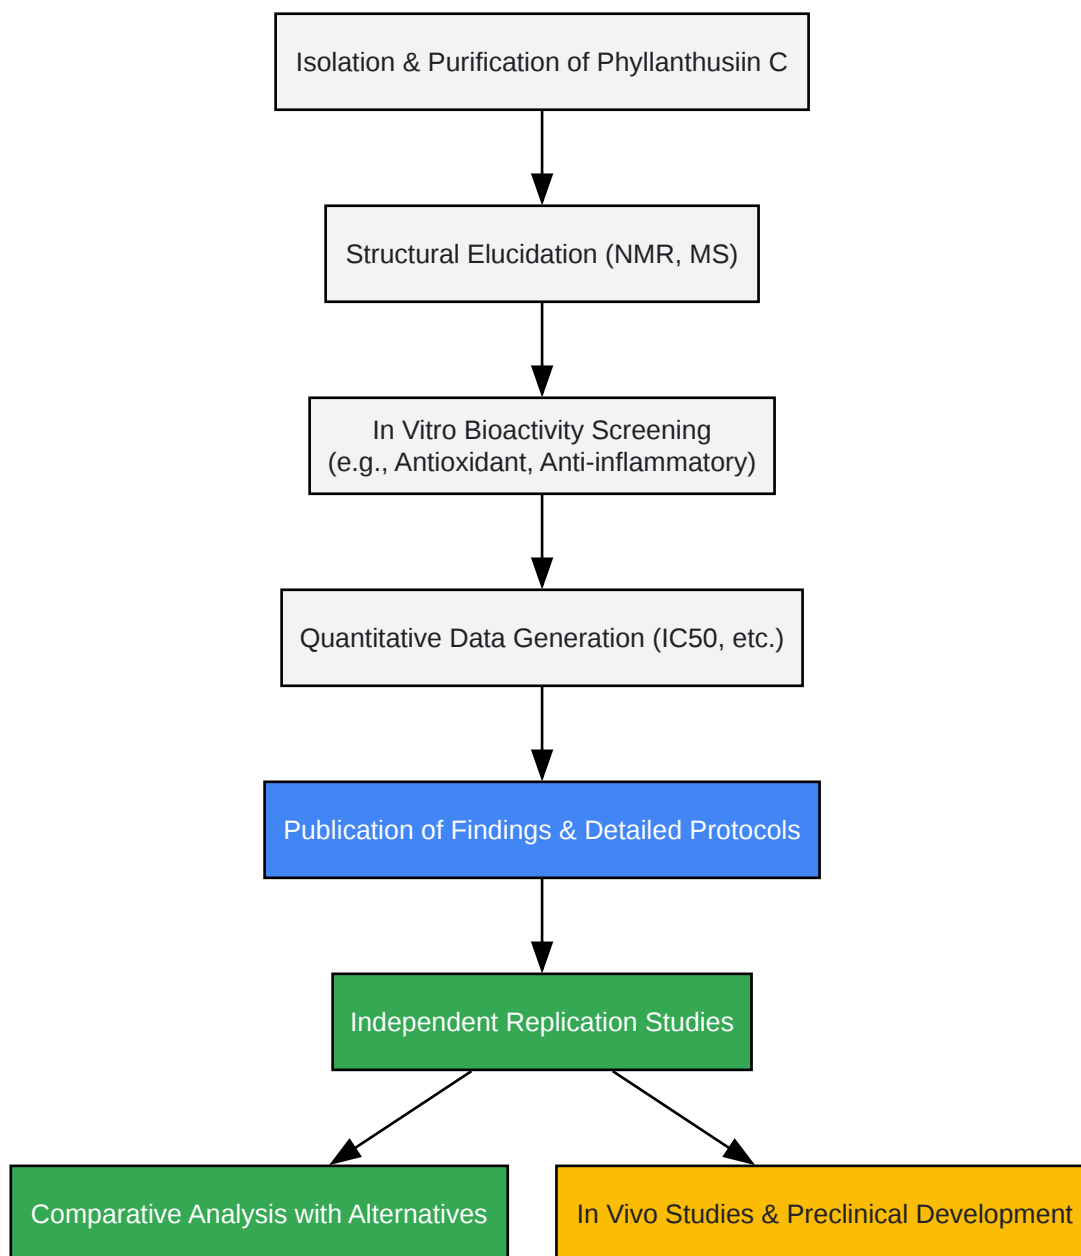 Isolation & Purification of Phyllanthusiin C
Structural Elucidation (NMR, MS)
In Vitro Bioactivity Screening
(e.g., Antioxidant, Anti-inflammatory)
Quantitative Data Generation (IC50, etc.)
Publication of Findings & Detailed Protocols
Independent Replication Studies
Comparative Analysis with Alternatives
In Vivo Studies & Preclinical Development